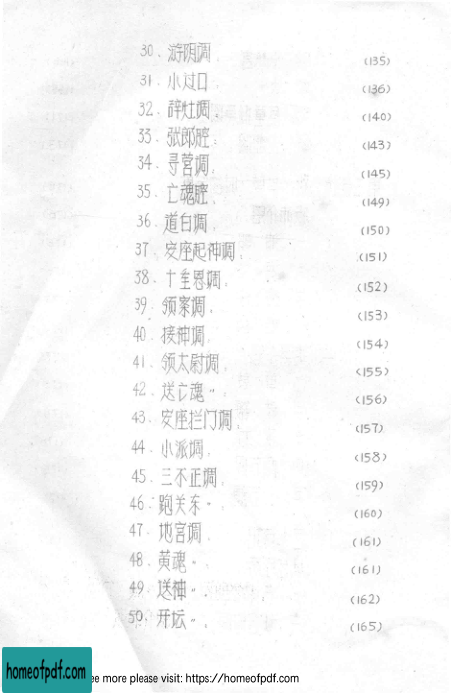 30、游阴调 (135)
31、小过口 (136)
32、辞灶调 (140)
33、张郎腔 (143)
34、寻营调 (145)
35、亡魂腔 (149)
36、道白调 (150)
37、安座起神调 (151)
38、十重恩调 (152)
39、领案调 (153)
40、接神调 (154)
41、领太尉调 (155)
42、送亡魂〃 (156)
43、安座拦门调 (157)
44、小派调 (158)
45、三不正调 (159)
46、跑关东〃 (160)
47、地宫调 (161)
48、黄魂〃 (161)
49、送神〃 (162)
50、开坛〃 (165)
homeofpdf.com
ee more please visit: https://homeofpdf.com